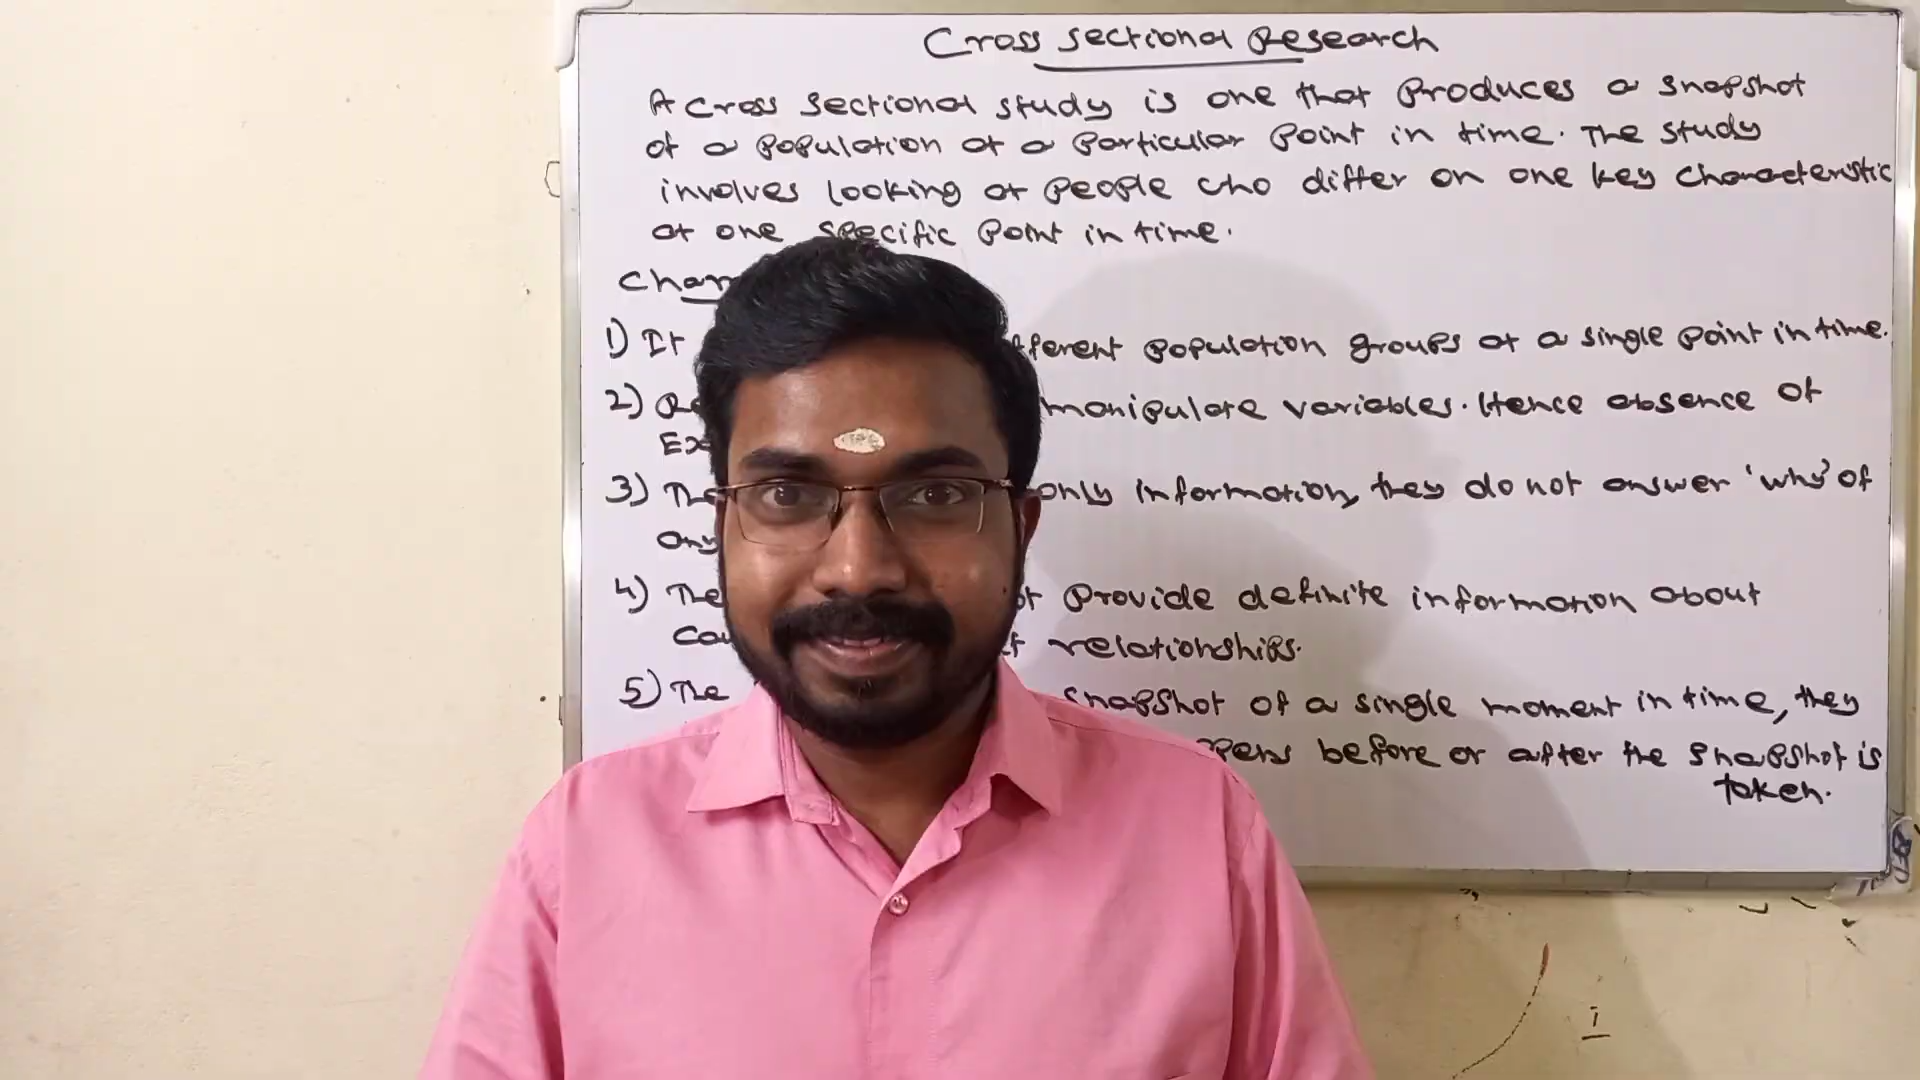 Cross sectional Research
A cross sectional study is one that produces a snapshot
of a population at a particular point in time. The study
involves looking at people who differ on one key characteristic
at one specific point in time.
1) It population groups at a single point in time.
2) manipulate variables. Hence absence of
3) only information, they do not answer 'why' of
4) provide definite information about
relationships.
5) The snapshot of a single moment in time, they
before or after the snapshot is
taken.